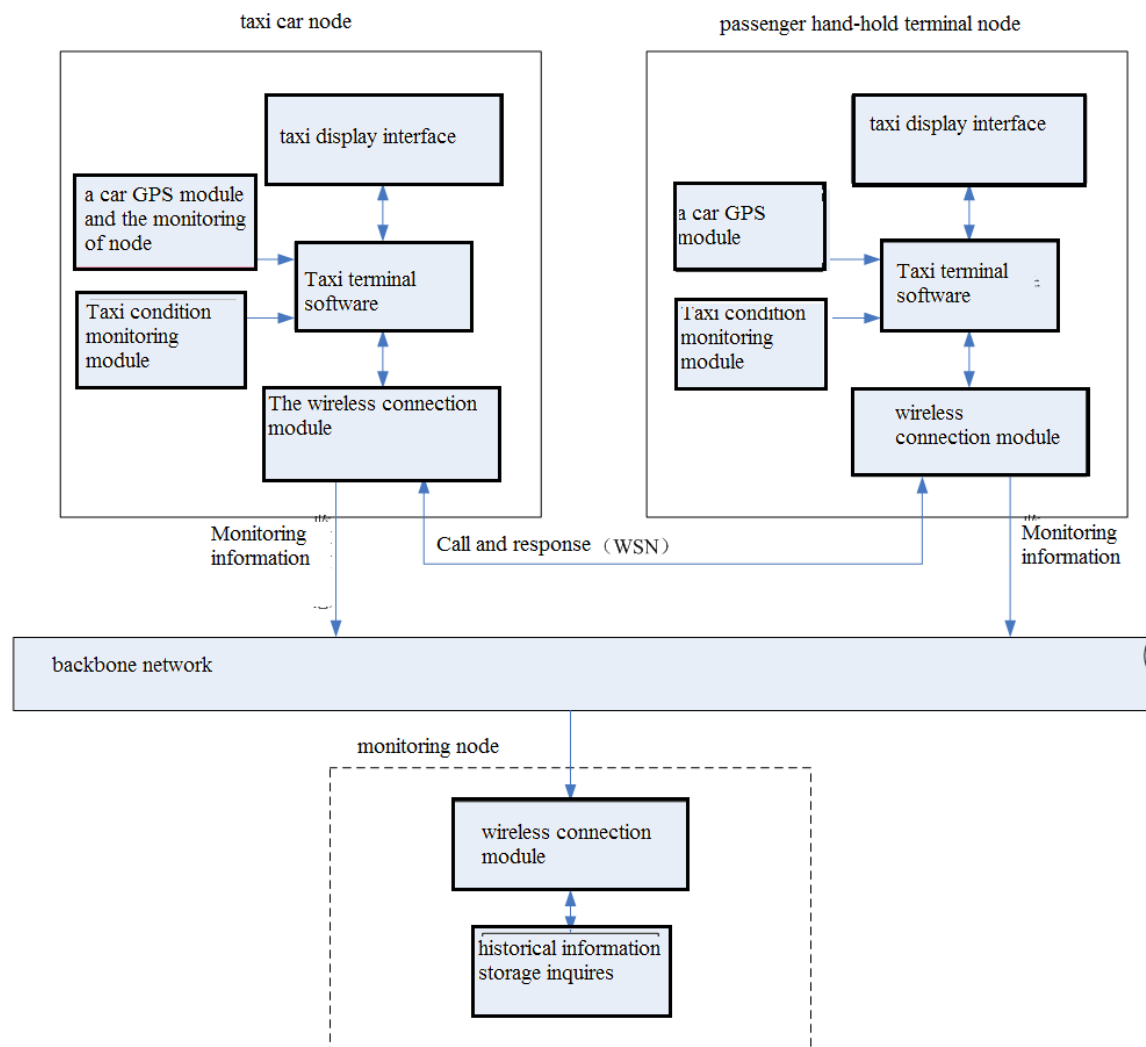 taxi car node
passenger hand-hold terminal node
taxi display interface
a car GPS module
and the monitoring
of node
Taxi terminal
software
Taxi condition
monitoring
module
The wireless connection
module
taxi display interface
a car GPS
module
Taxi terminal
software
Taxi condition
monitoring
module
wireless
connection module
Monitoring
information
Call and response（WSN）
Monitoring
information
backbone network
monitoring node
wireless connection
module
historical information
storage inquires